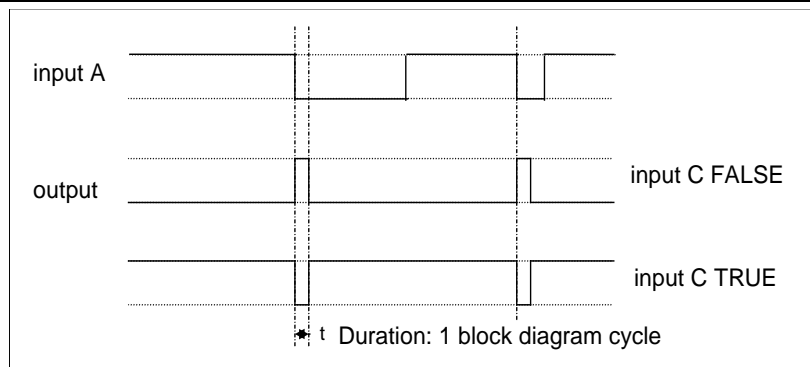 input A
input C FALSE
output
input C TRUE
t Duration: 1 block diagram cycle